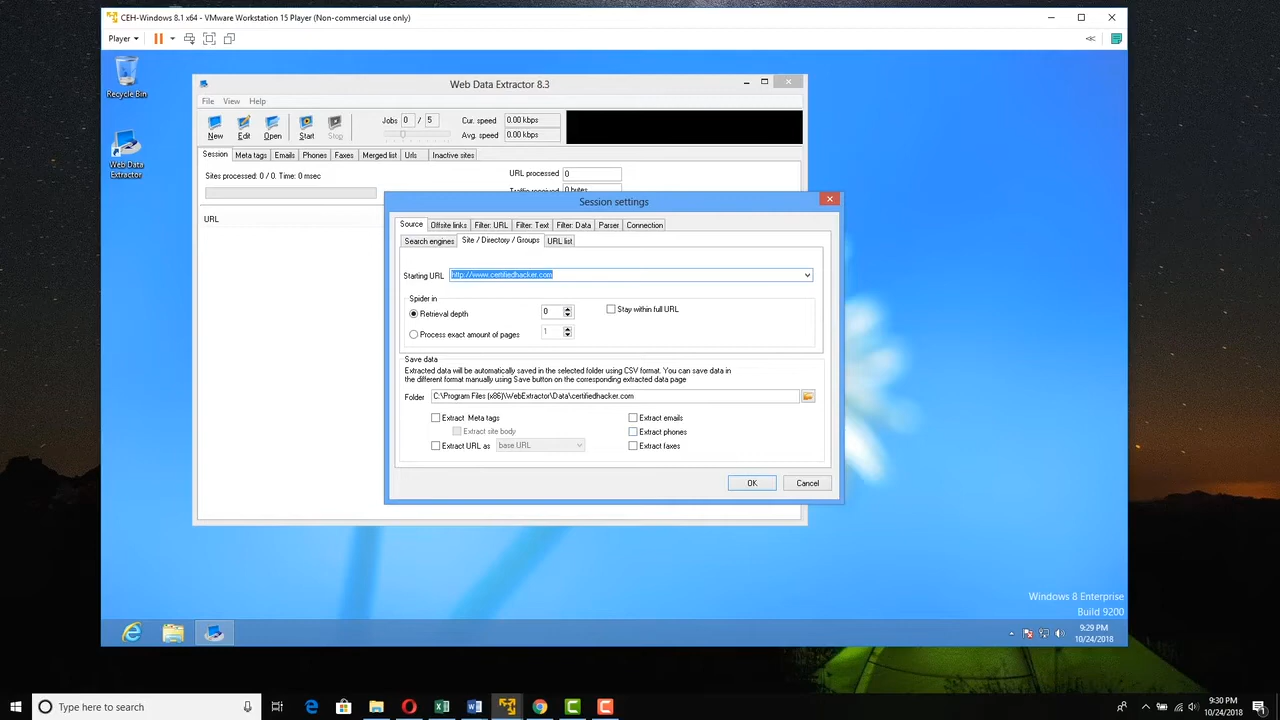 CEH-Windows 8.1 x64 - VMware Workstation 15 Player (Non-commercial use only)
Player
Recycle Bin
Web Data Extractor
Web Data Extractor 8.3
File View Help
New Edit Open Start Stop
Jobs 0 / 5
Cur. speed 0.00 kbps
Avg. speed 0.00 kbps
Session Meta tags Emails Phones Faxes Merged list Urls Inactive sites
Sites processed: 0 / 0. Time: 0 msec
URL processed 0
Traffic received 0 bytes
URL
Session settings
Source Offsite links Filter: URL Filter: Text Filter: Data Parser Connection
Search engines Site / Directory / Groups URL list
Starting URL http://www.certifiedhacker.com
Spider in
Retrieval depth 0 Stay within full URL
Process exact amount of pages 1
Save data
Extracted data will be automatically saved in the selected folder using CSV format. You can save data in
the different format manually using Save button on the corresponding extracted data page
Folder C:\Program Files (x86)\WebExtractor\Data\certifiedhacker.com
Extract Meta tags Extract emails
Extract site body Extract phones
Extract URL as base URL Extract faxes
OK Cancel
Windows 8 Enterprise
Build 9200
9:29 PM
10/24/2018
Type here to search
9:30 PM
10/24/2018